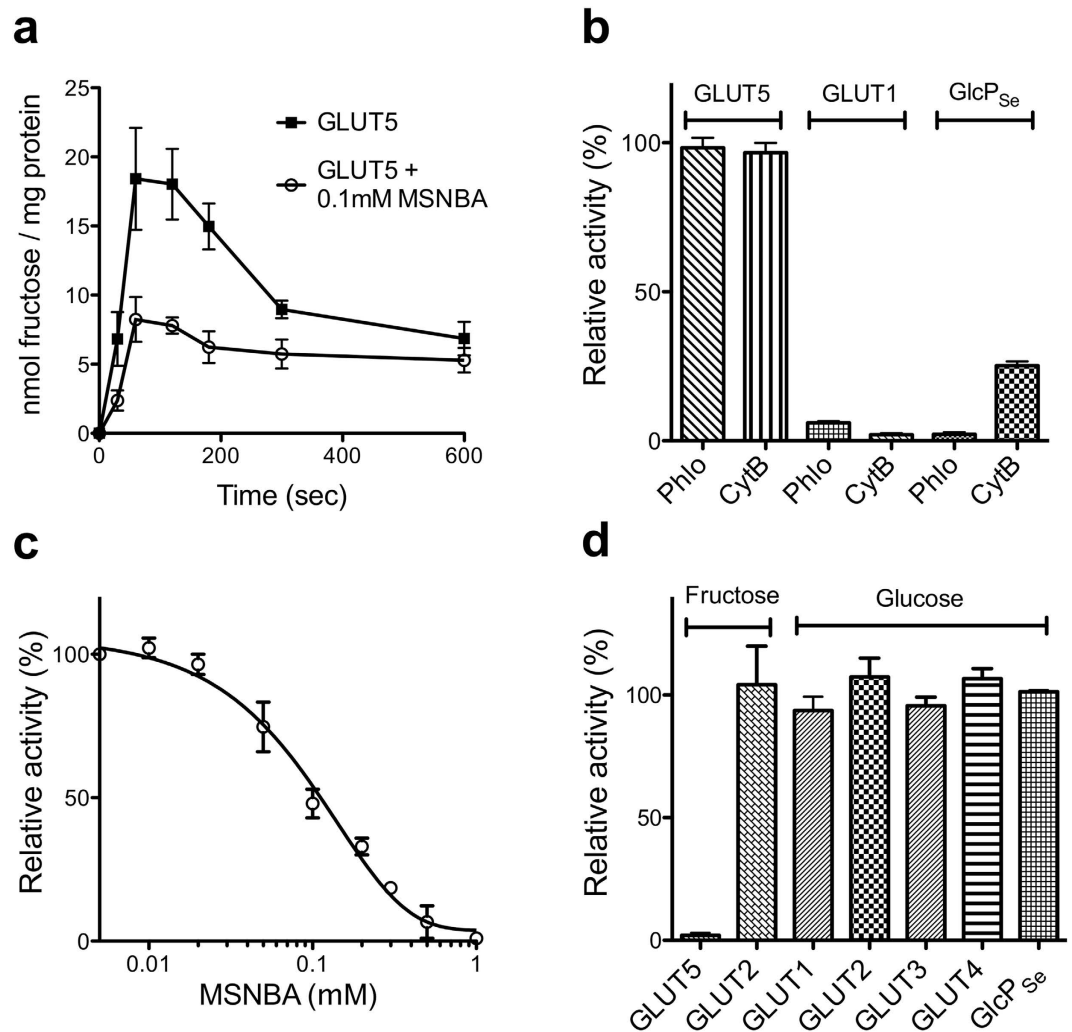 a
25
20
15
10
5
0
nmol fructose / mg protein
GLUT5
GLUT5 +
0.1mM MSNBA
0 200 400 600
Time (sec)
b
GLUT5 GLUT1 GlcPSe
100
50
0
Relative activity (%)
Phlo CytB Phlo CytB Phlo CytB
c
100
50
0
Relative activity (%)
0.01 0.1 1
MSNBA (mM)
d
Fructose Glucose
100
50
0
Relative activity (%)
GLUT5 GLUT2 GLUT1 GLUT2 GLUT3 GLUT4 GlcPSe